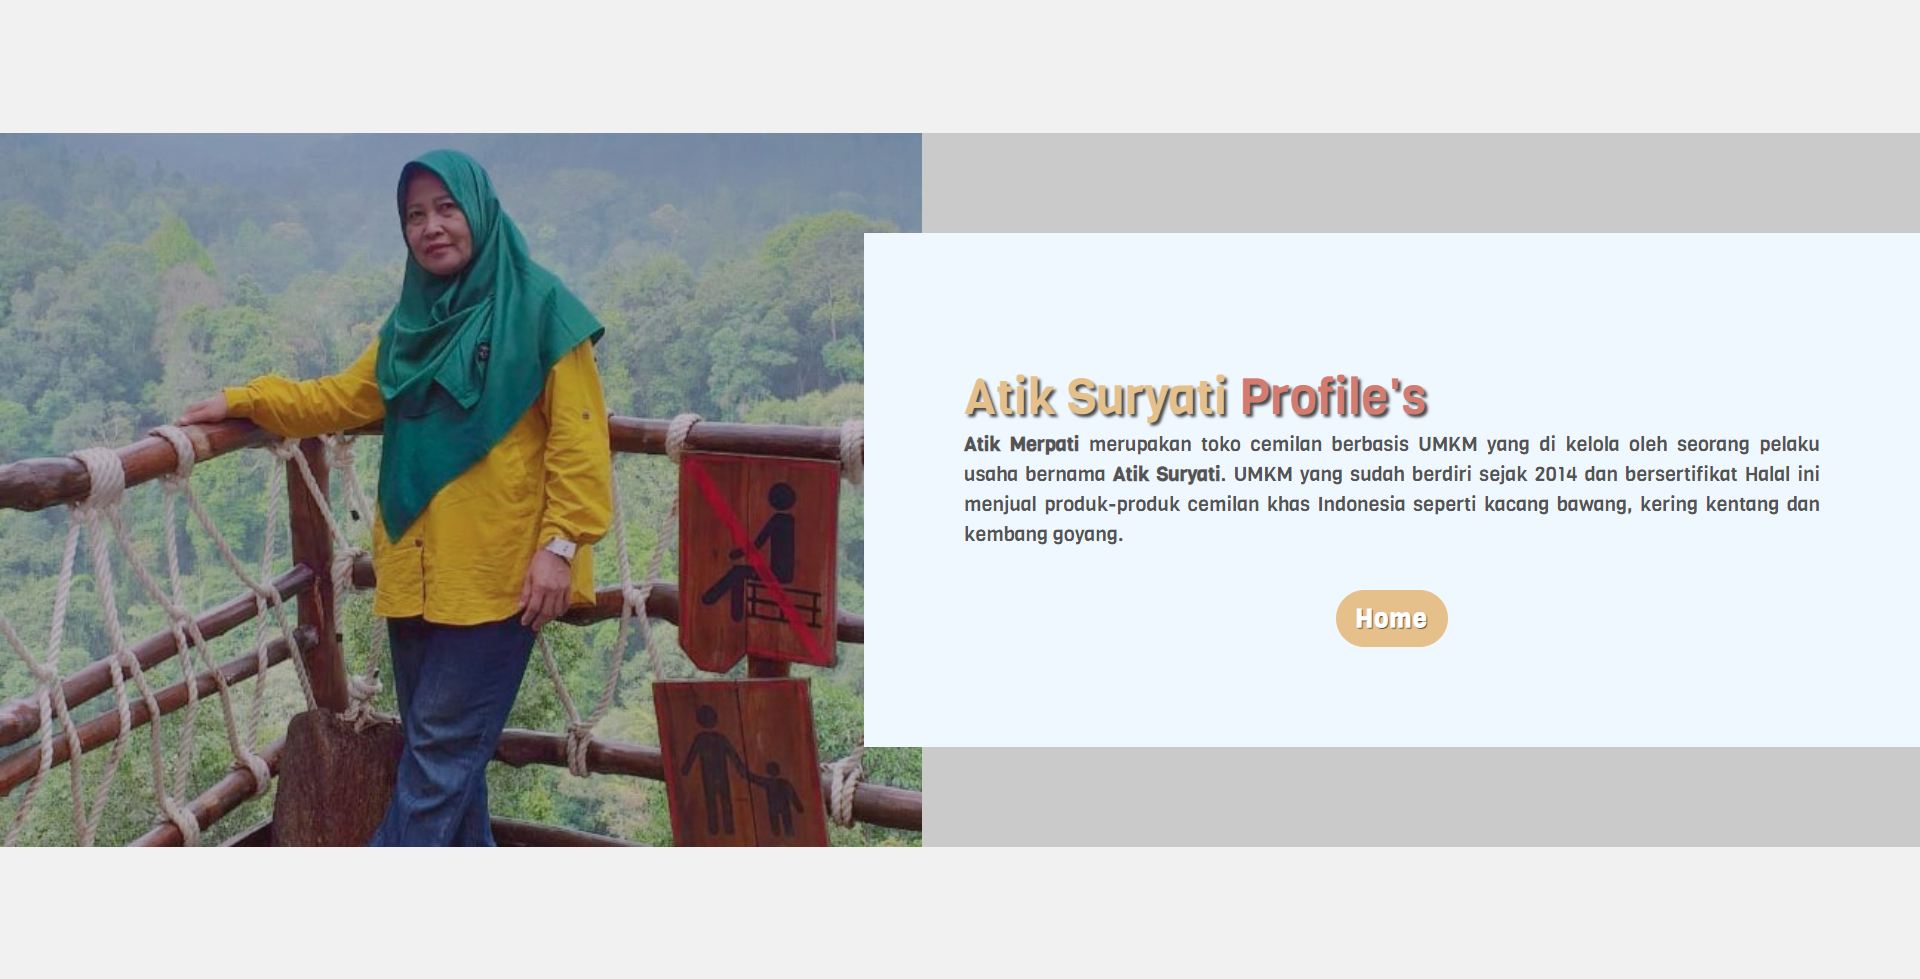 Atik Suryati Profile's
Atik Merpati merupakan toko cemilan berbasis UMKM yang di kelola oleh seorang pelaku
usaha bernama Atik Suryati. UMKM yang sudah berdiri sejak 2014 dan bersertifikat Halal ini
menjual produk-produk cemilan khas Indonesia seperti kacang bawang, kering kentang dan
kembang goyang.
Home